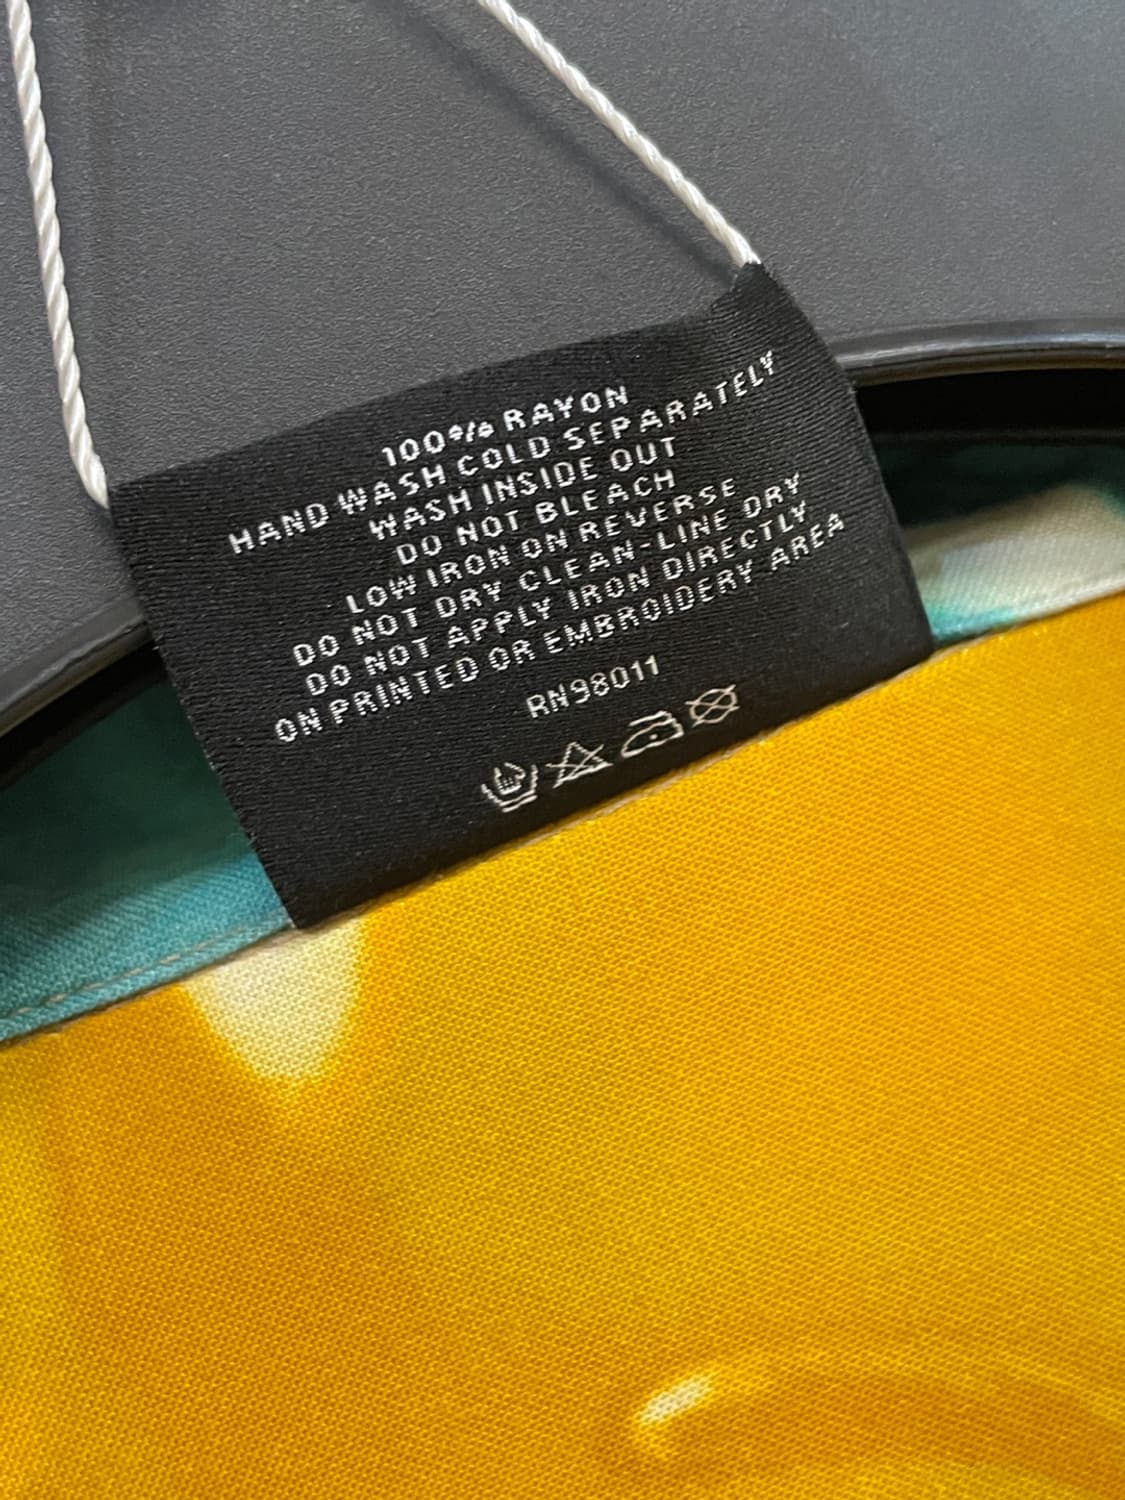 100% RAYON
HAND WASH COLD SEPARATELY
WASH INSIDE OUT
DO NOT BLEACH
LOW IRON ON REVERSE
DO NOT DRY CLEAN-LINE DRY
DO NOT APPLY IRON DIRECTLY
ON PRINTED OR EMBROIDERY AREA
RN98011